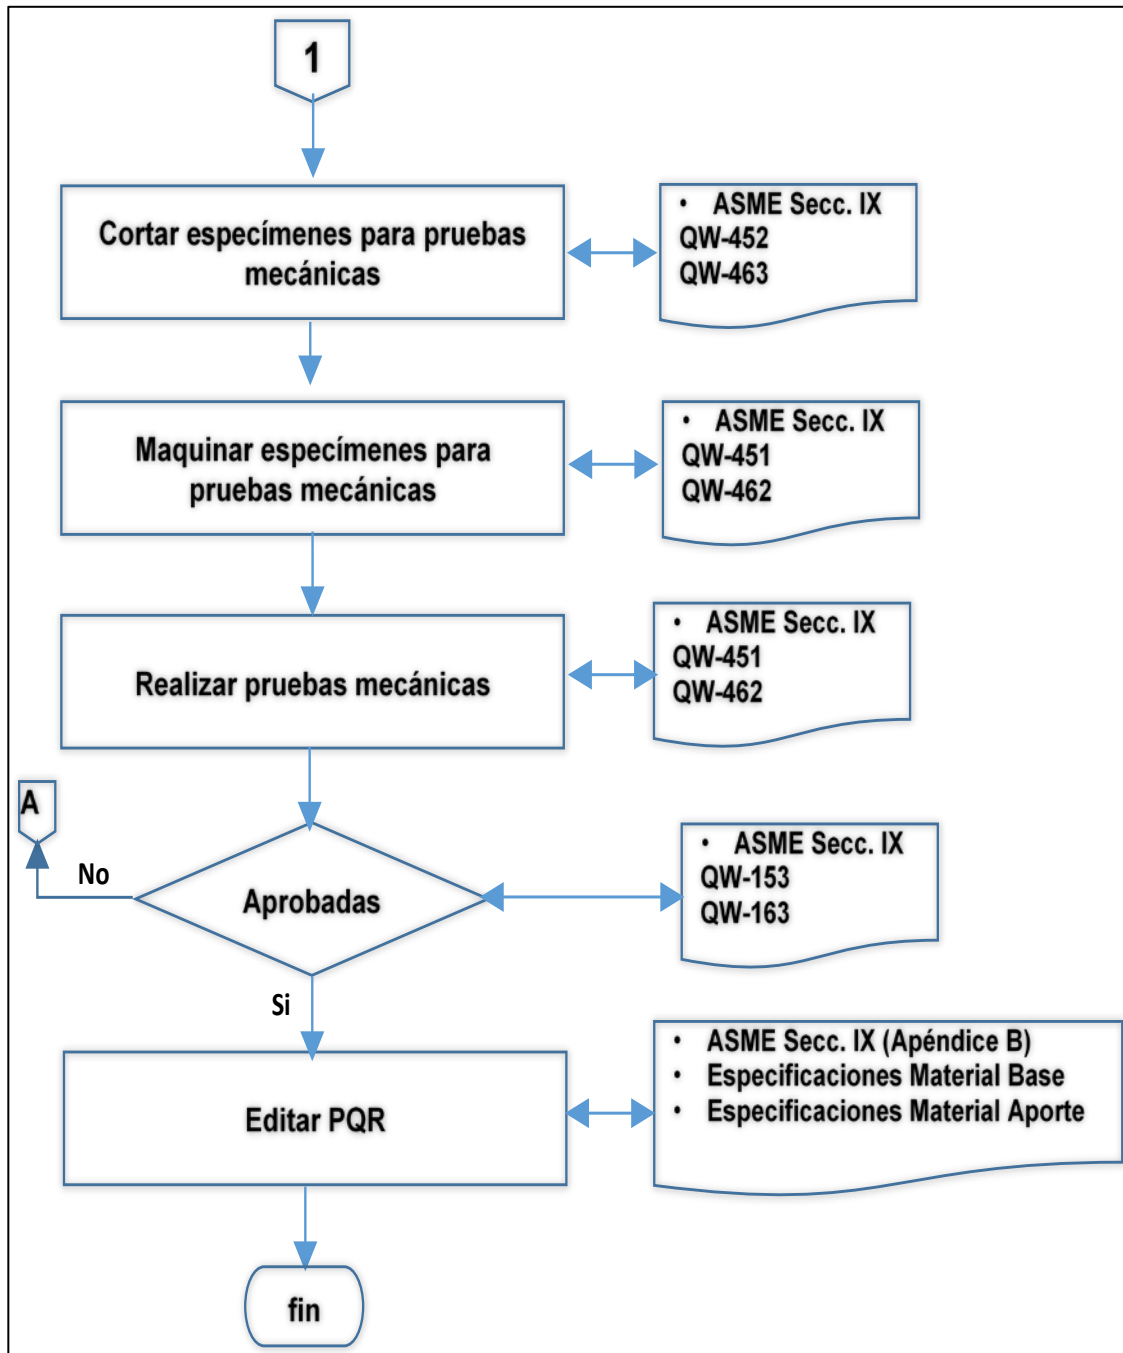 1
Cortar especímenes para pruebas
mecánicas
• ASME Secc. IX
QW-452
QW-463
Maquinar especímenes para
pruebas mecánicas
• ASME Secc. IX
QW-451
QW-462
Realizar pruebas mecánicas
• ASME Secc. IX
QW-451
QW-462
A
No
Aprobadas
• ASME Secc. IX
QW-153
QW-163
Si
Editar PQR
• ASME Secc. IX (Apéndice B)
• Especificaciones Material Base
• Especificaciones Material Aporte
fin